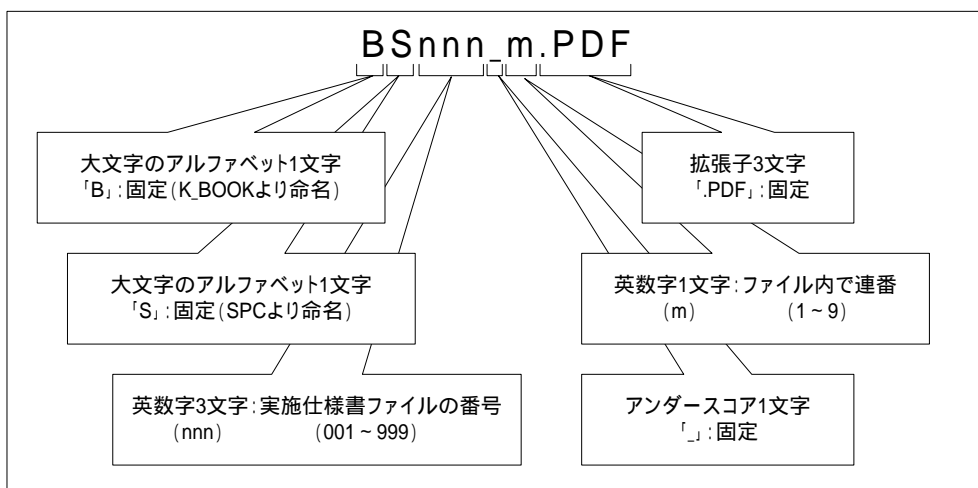 BSnnn_m.PDF
大文字のアルファベット1文字
「B」:固定(K_BOOKより命名)
拡張子3文字
「.PDF」:固定
大文字のアルファベット1文字
「S」:固定(SPCより命名)
英数字1文字:ファイル内で連番
(m) (1~9)
英数字3文字:実施仕様書ファイルの番号
(nnn) (001~999)
アンダースコア1文字
「_」:固定